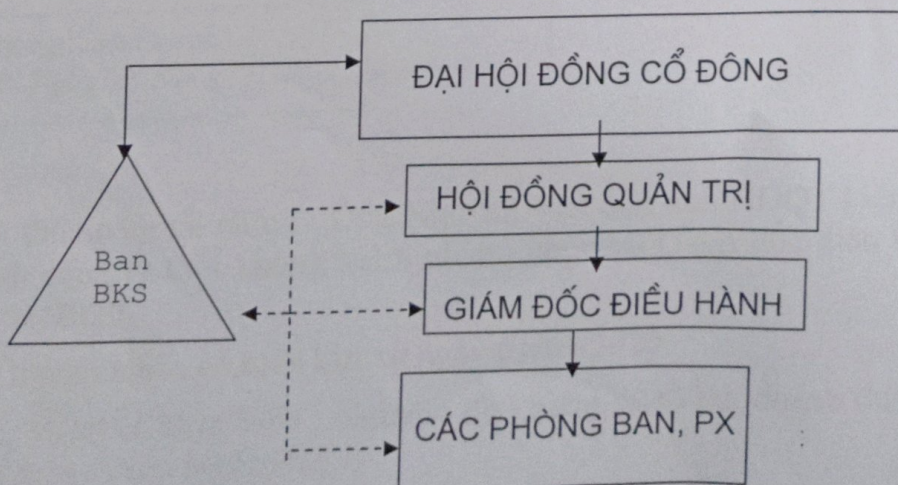 ĐẠI HỘI ĐỒNG CỔ ĐÔNG
HỘI ĐỒNG QUẢN TRỊ
Ban
BKS
GIÁM ĐỐC ĐIỀU HÀNH
CÁC PHÒNG BAN, PX